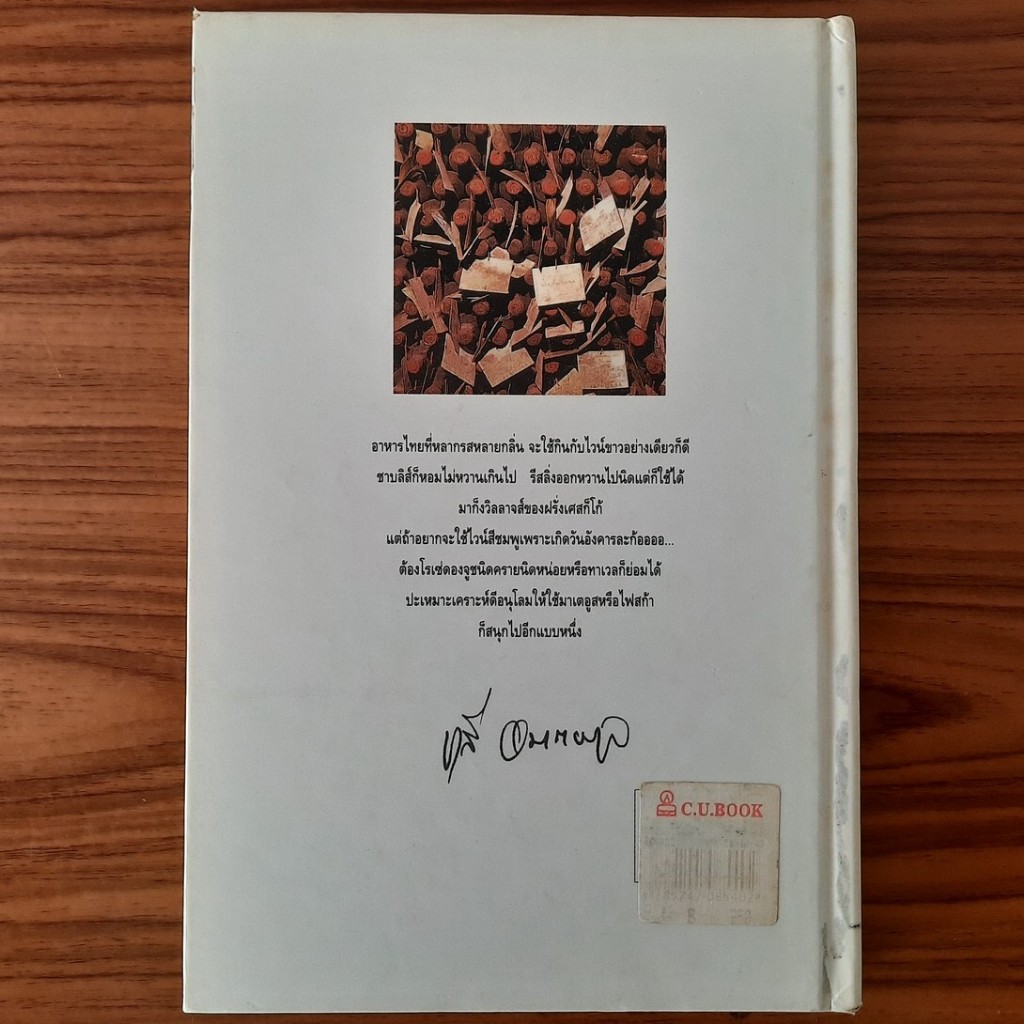 อาหารไทยที่หลากรสหลายกลิ่น จะใช้กินกับไวน์ขาวอย่างเดียวก็ดี
ชาบลิส์ก็หอมไม่หวานเกินไป รีสลิ่งออกหวานไปนิดแต่ก็ใช้ได้
มาก็งวิลลาจส์ของฝรั่งเศสก็โก้
แต่ถ้าอยากจะใช้ไวน์สีชมพูเพราะเกิดวันอังคารละก้ออออ...
ต้องโรเซ่ดองจูชนิดครายนิดหน่อยหรือทาเวลก็ย่อมได้
ปะเหมาะเคราะห์ดีอนุโลมให้ใช้มาเตอูสหรือไฟสก้า
ก็สนุกไปอีกแบบหนึ่ง
C.U.BOOK